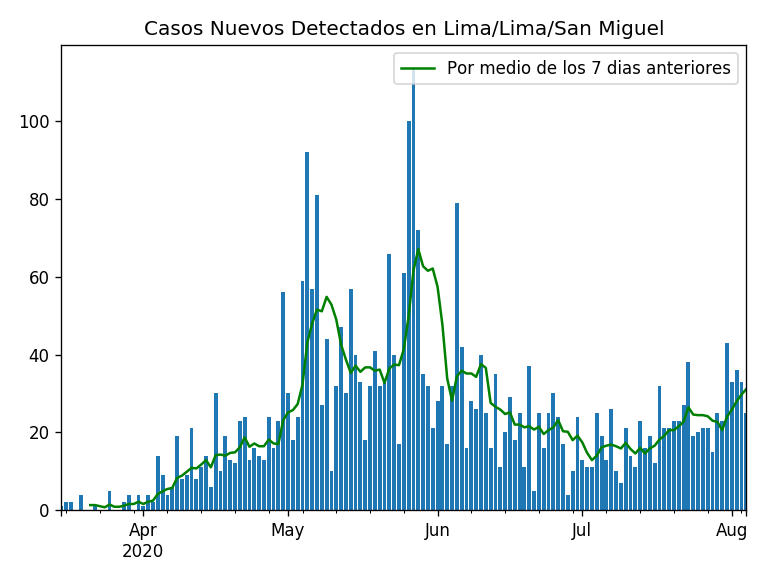 Casos Nuevos Detectados en Lima/Lima/San Miguel
Por medio de los 7 dias anteriores
100
80
60
40
20
0
Apr
2020
May
Jun
Jul
Aug